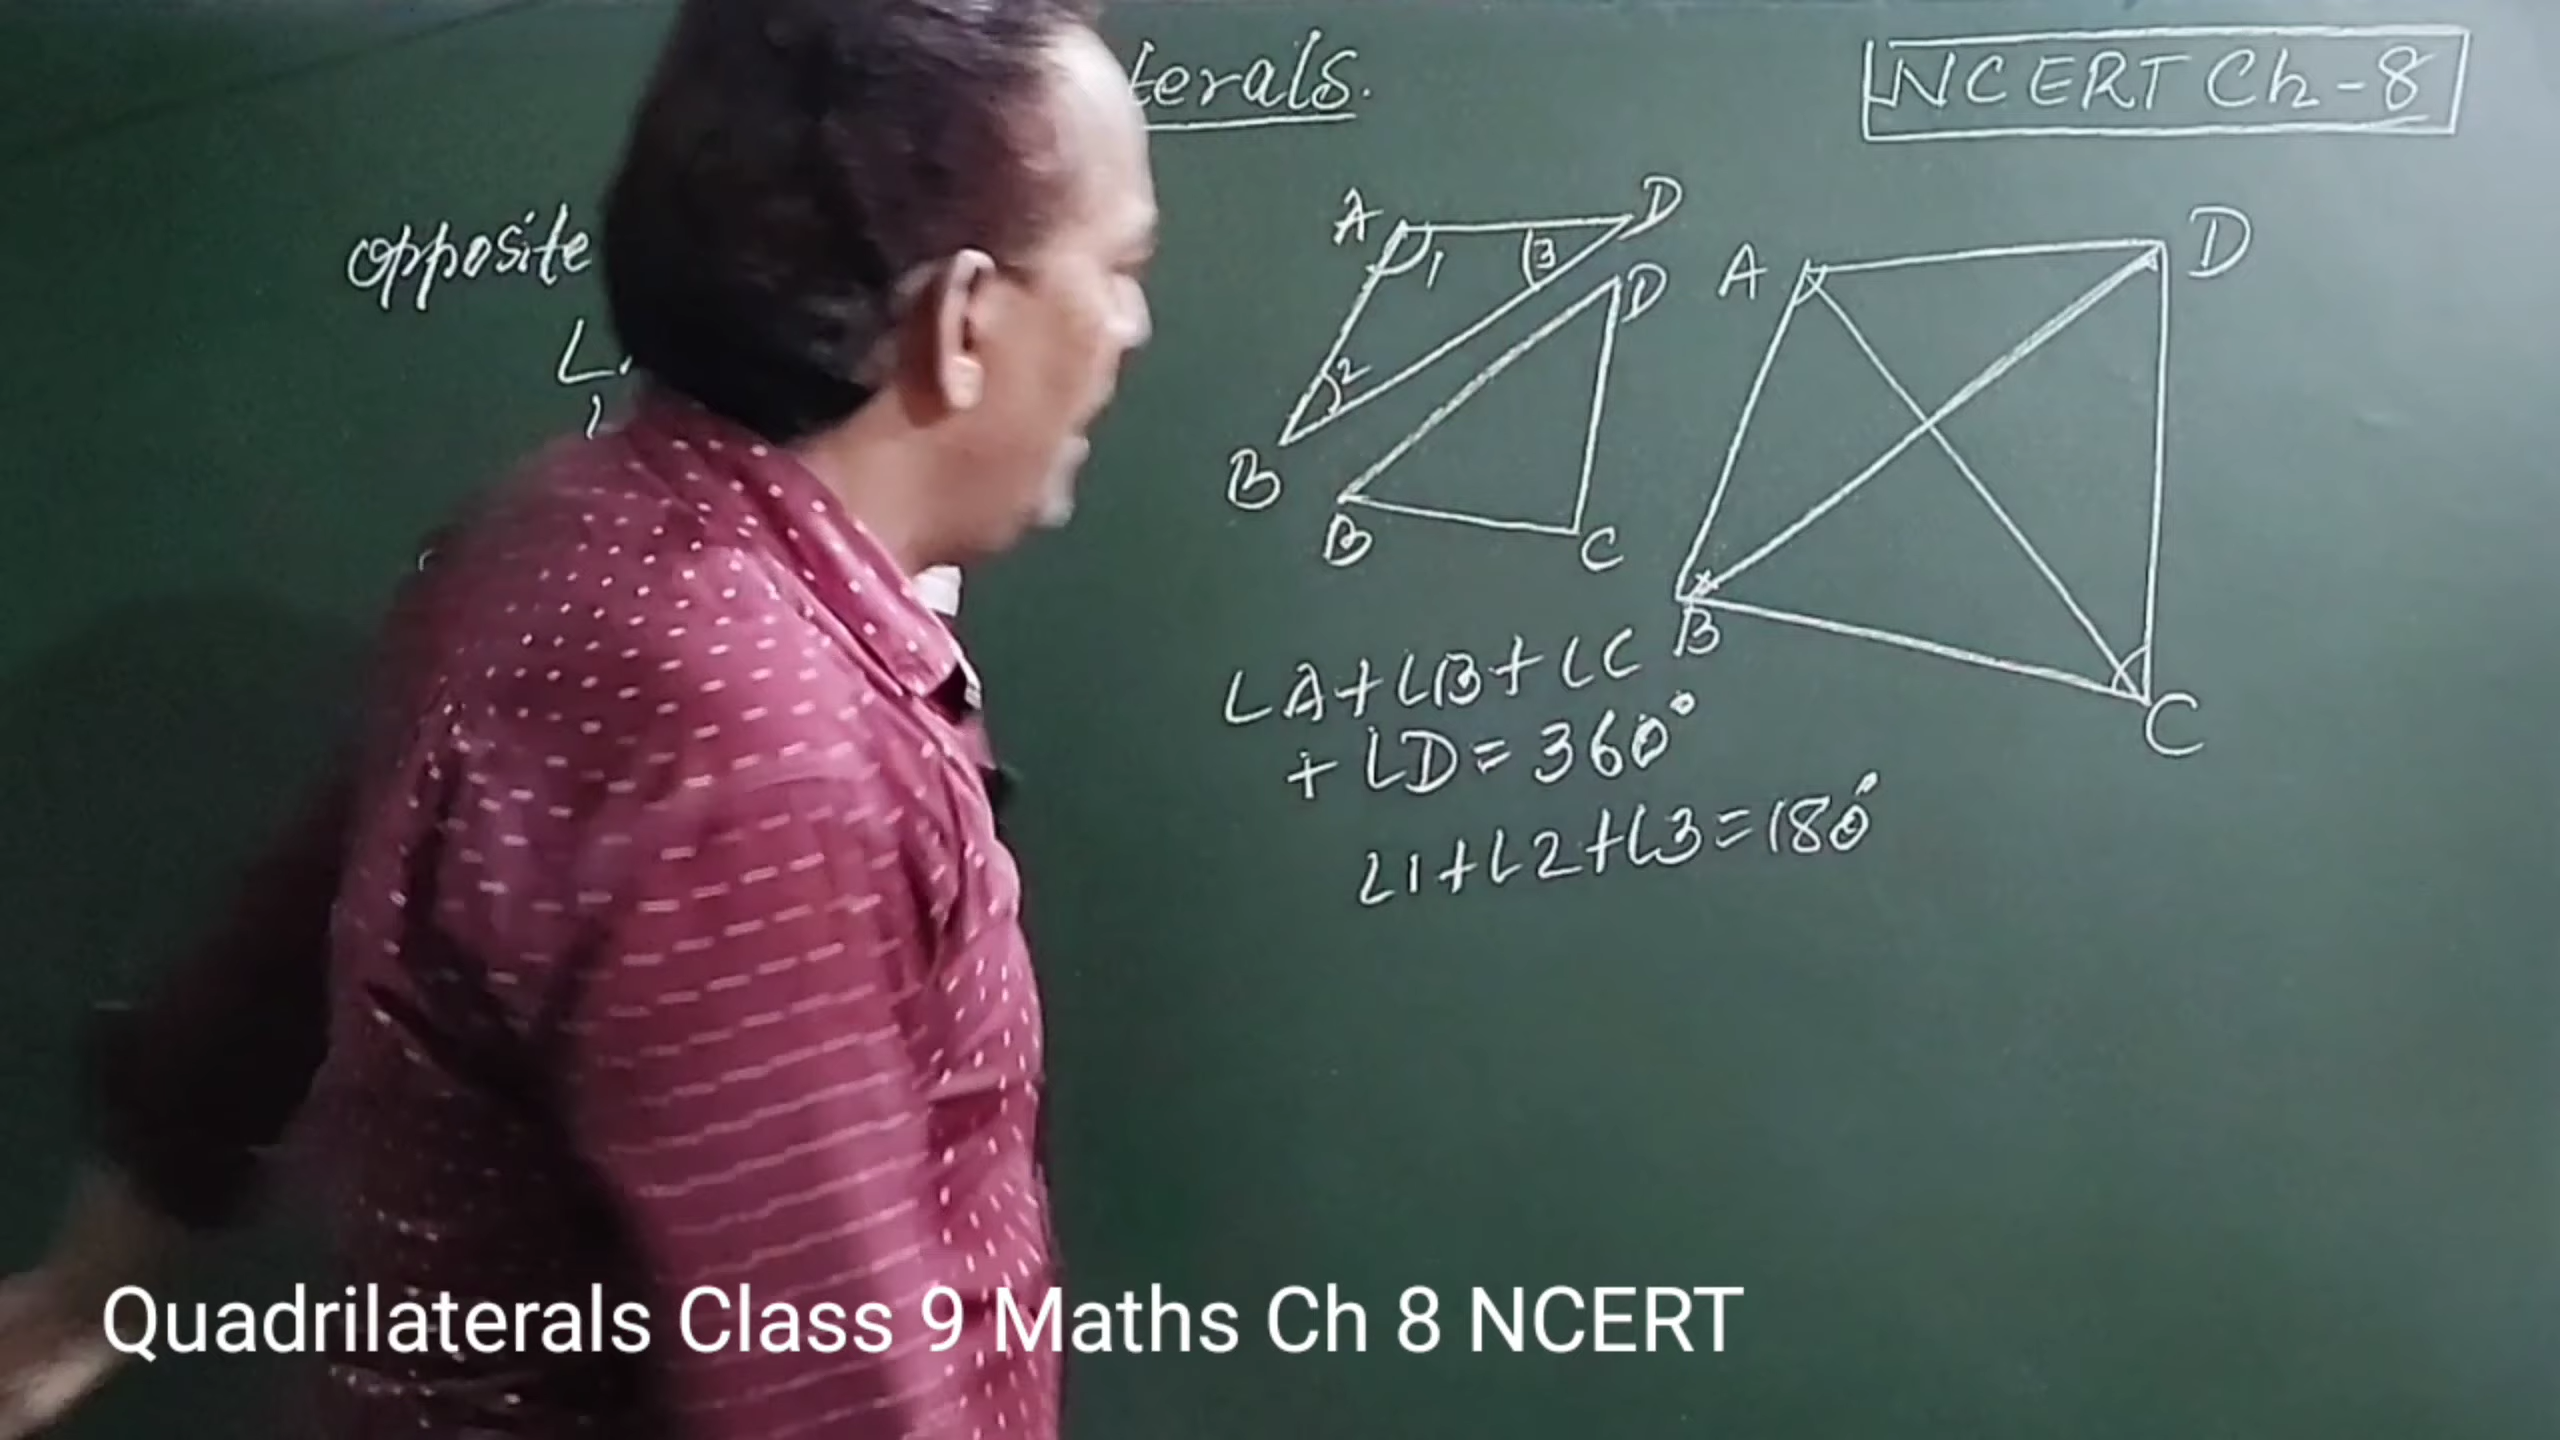 terals.
NCERT Ch-8
opposite
A 1 3 D
2
B
D
B C
A D
B C
∠A+∠B+∠C
+∠D=360°
∠1+∠2+∠3=180°
Quadrilaterals Class 9 Maths Ch 8 NCERT